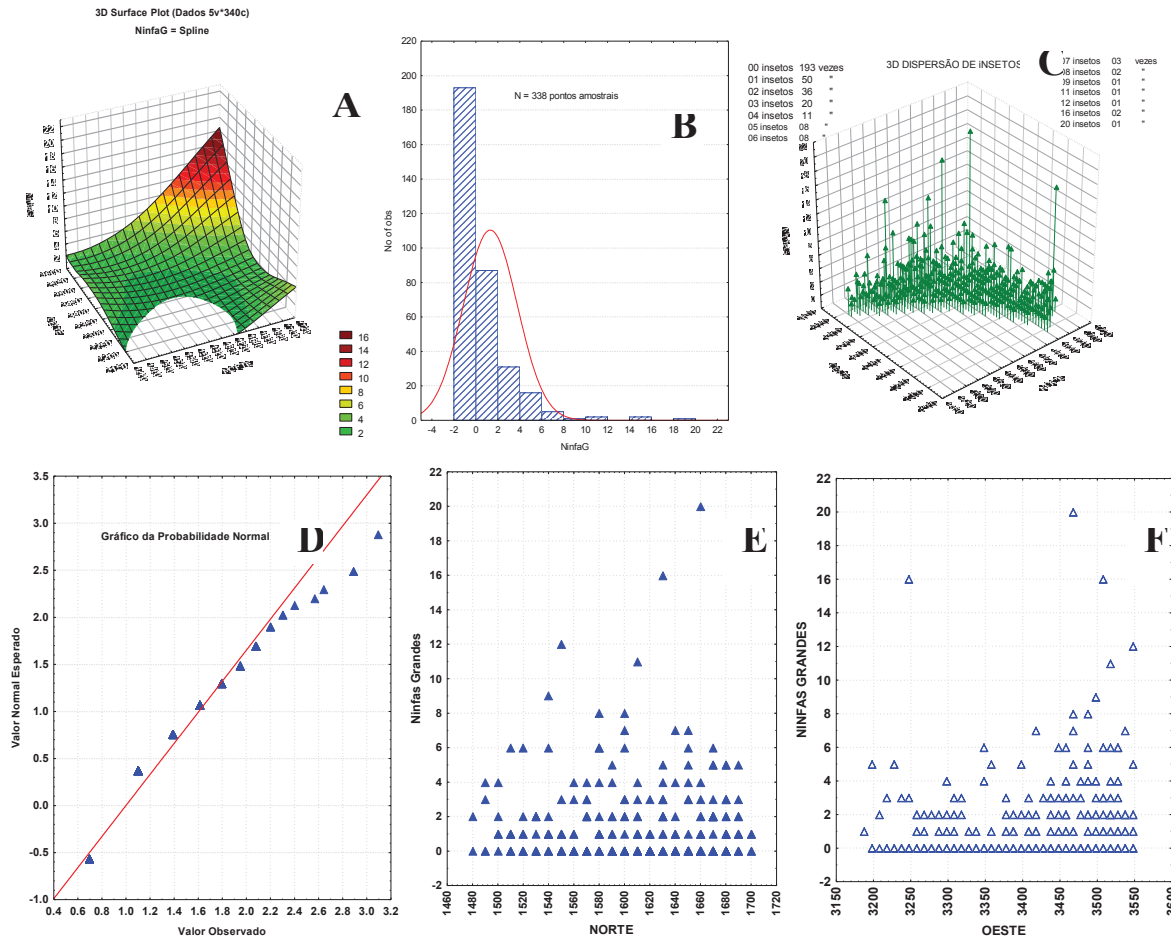 3D Surface Plot (Dados 5v*340c)
NinfaG = Spline
A
16
14
12
10
8
6
4
2
220
200
180
160
140
120
100
80
60
40
20
0
No of obs
N = 338 pontos amostrais
B
-4 -2 0 2 4 6 8 10 12 14 16 18 20 22
NinfaG
00 insetos 193 vezes
01 insetos 50 "
02 insetos 36 "
03 insetos 20 "
04 insetos 11 "
05 insetos 08 "
06 insetos 08 "
3D DISPERSÃO DE iNSETOS
C
07 insetos 03 vezes
08 insetos 02 "
09 insetos 01 "
11 insetos 01 "
12 insetos 01 "
16 insetos 02 "
20 insetos 01 "
3.5
3.0
2.5
2.0
1.5
1.0
0.5
0.0
-0.5
-1.0
Valor Normal Esperado
Gráfico da Probabilidade Normal
D
0.4 0.6 0.8 1.0 1.2 1.4 1.6 1.8 2.0 2.2 2.4 2.6 2.8 3.0 3.2
Valor Observado
22
20
18
16
14
12
10
8
6
4
2
0
-2
Ninfas Grandes
E
1460 1480 1500 1520 1540 1560 1580 1600 1620 1640 1660 1680 1700 1720
NORTE
22
20
18
16
14
12
10
8
6
4
2
0
-2
NINFAS GRANDES
F
3150 3200 3250 3300 3350 3400 3450 3500 3550 3600
OESTE